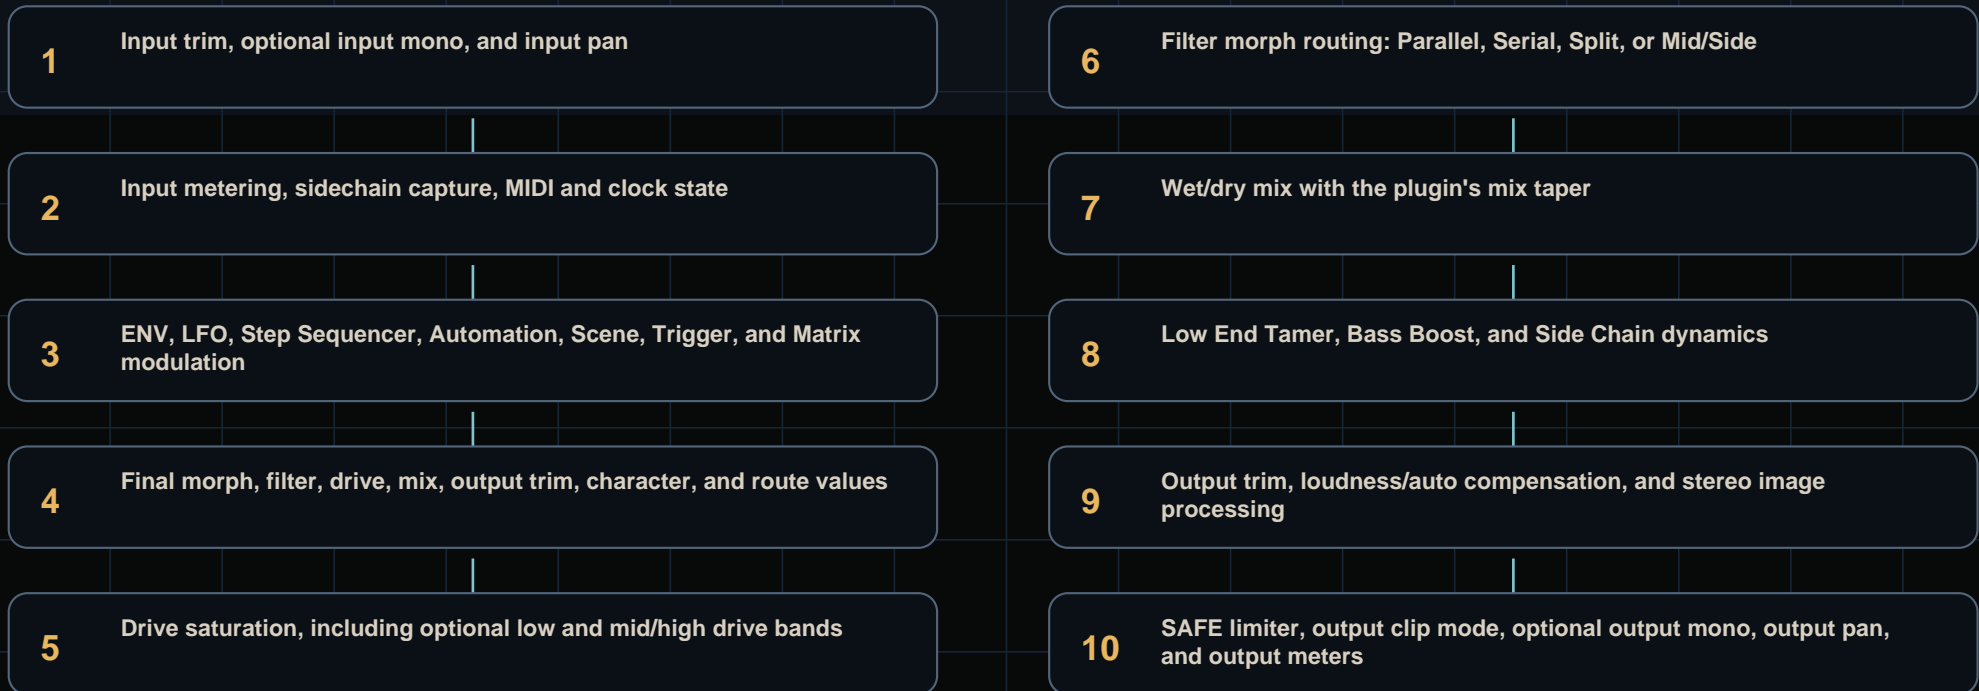 1
Input trim, optional input mono, and input pan
2
Input metering, sidechain capture, MIDI and clock state
3
ENV, LFO, Step Sequencer, Automation, Scene, Trigger, and Matrix
modulation
4
Final morph, filter, drive, mix, output trim, character, and route values
5
Drive saturation, including optional low and mid/high drive bands
6
Filter morph routing: Parallel, Serial, Split, or Mid/Side
7
Wet/dry mix with the plugin's mix taper
8
Low End Tamer, Bass Boost, and Side Chain dynamics
9
Output trim, loudness/auto compensation, and stereo image
processing
10
SAFE limiter, output clip mode, optional output mono, output pan,
and output meters